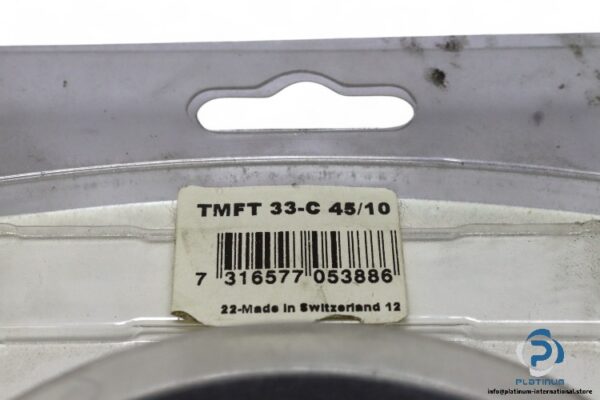 TMFT 33-C 45/10
7 316577 053886
22-Made in Switzerland 12
PLATINUM
info@platinum-international.store